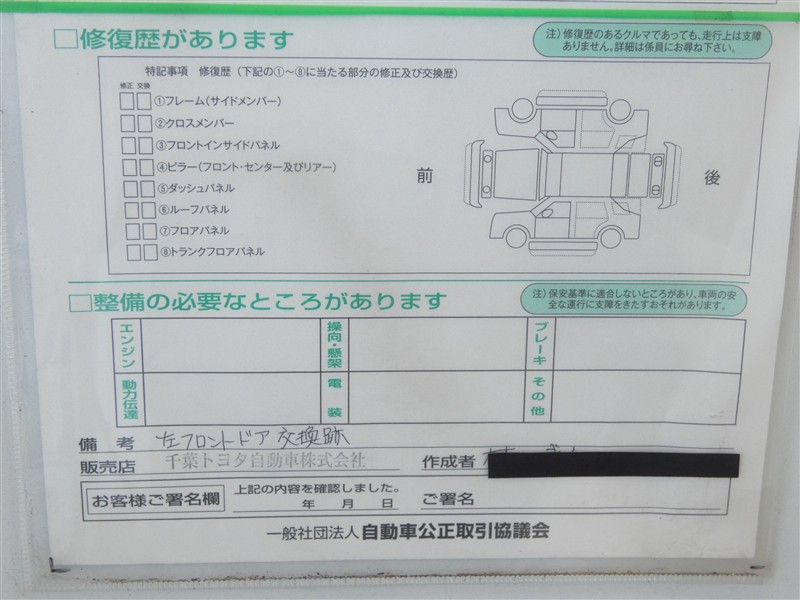 □修復歴があります
注）修復歴のあるクルマであっても、走行上は支障
ありません。詳細は係員にお尋ね下さい。
特記事項 修復歴（下記の①〜⑧に当たる部分の修正及び交換歴）
修正 交換
①フレーム（サイドメンバー）
②クロスメンバー
③フロントインサイドパネル
④ピラー（フロント・センター及びリアー）
⑤ダッシュパネル
⑥ルーフパネル
⑦フロアパネル
⑧トランクフロアパネル
前
後
□整備の必要なところがあります
注）保安基準に適合しないところがあり、車両の安
全な運行に支障をきたすおそれがあります。
エンジン
操向・懸架
ブレーキ
動力伝達
電装
その他
備考 左フロントドア交換跡
販売店 千葉トヨタ自動車株式会社 作成者
お客様ご署名欄
上記の内容を確認しました。
年 月 日
ご署名
一般社団法人 自動車公正取引協議会